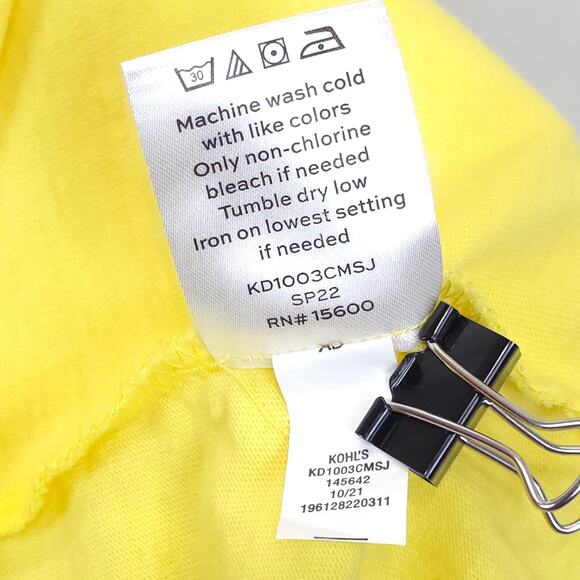 30
Machine wash cold
with like colors
Only non-chlorine
bleach if needed
Tumble dry low
Iron on lowest setting
if needed
KD1003CMSJ
SP22
RN# 15600
KOHL'S
KD1003CMSJ
145642
10/21
196128220311